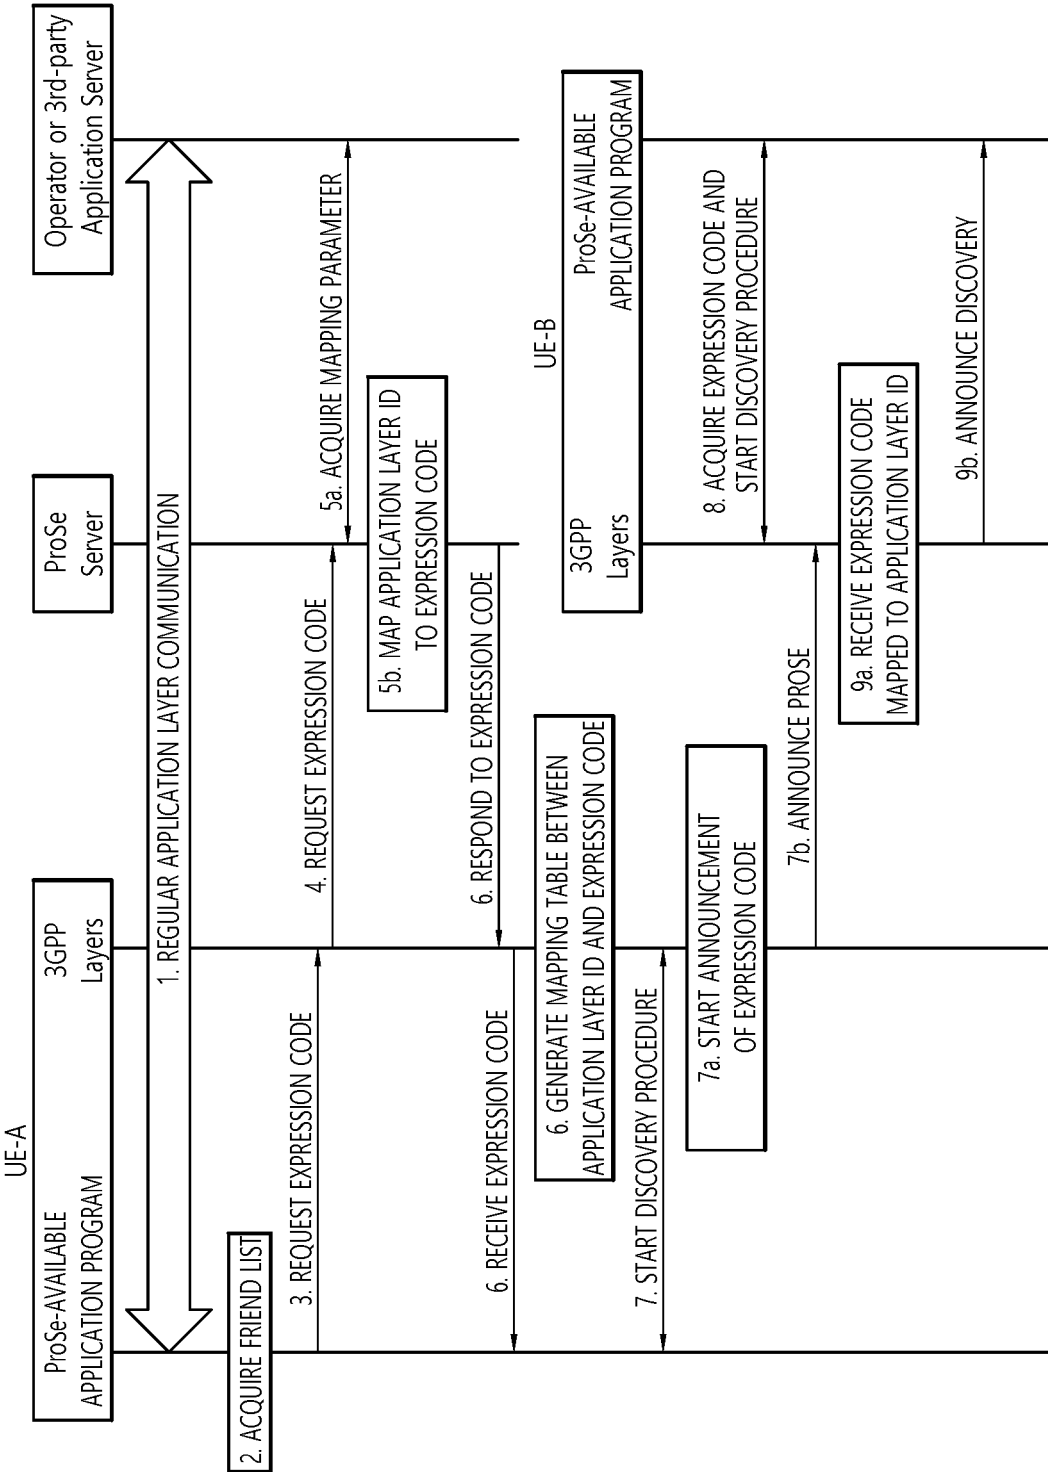 UE-A
ProSe-AVAILABLE
APPLICATION PROGRAM
3GPP
Layers
ProSe
Server
Operator or 3rd-party
Application Server
1. REGULAR APPLICATION LAYER COMMUNICATION
2. ACQUIRE FRIEND LIST
3. REQUEST EXPRESSION CODE
4. REQUEST EXPRESSION CODE
5a. ACQUIRE MAPPING PARAMETER
5b. MAP APPLICATION LAYER ID
TO EXPRESSION CODE
6. RESPOND TO EXPRESSION CODE
6. RECEIVE EXPRESSION CODE
6. GENERATE MAPPING TABLE BETWEEN
APPLICATION LAYER ID AND EXPRESSION CODE
UE-B
3GPP
Layers
ProSe-AVAILABLE
APPLICATION PROGRAM
7. START DISCOVERY PROCEDURE
7a. START ANNOUNCEMENT
OF EXPRESSION CODE
8. ACQUIRE EXPRESSION CODE AND
START DISCOVERY PROCEDURE
7b. ANNOUNCE PROSE
9a. RECEIVE EXPRESSION CODE
MAPPED TO APPLICATION LAYER ID
9b. ANNOUNCE DISCOVERY